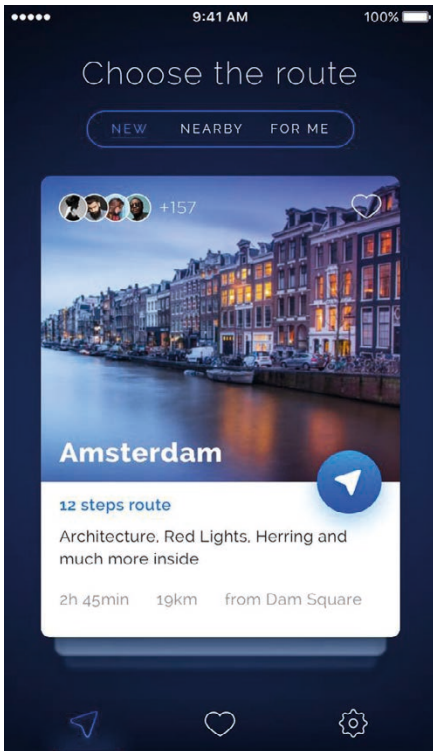 9:41 AM
100%
Choose the route
NEW NEARBY FOR ME
+157
Amsterdam
12 steps route
Architecture, Red Lights, Herring and
much more inside
2h 45min 19km from Dam Square